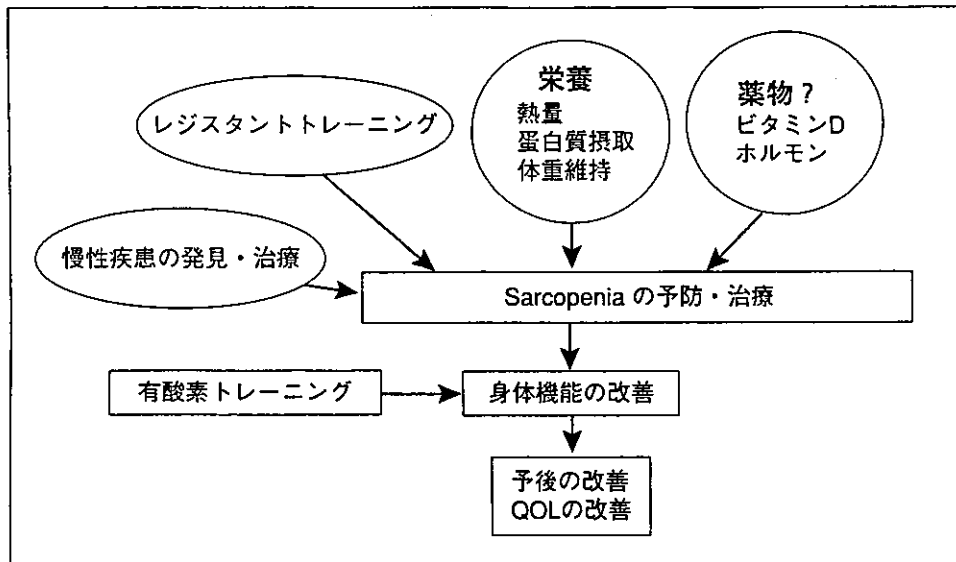 レジスタントトレーニング
栄養
熱量
蛋白質摂取
体重維持
薬物？
ビタミンD
ホルモン
慢性疾患の発見・治療
Sarcopenia の予防・治療
有酸素トレーニング
身体機能の改善
予後の改善
QOLの改善